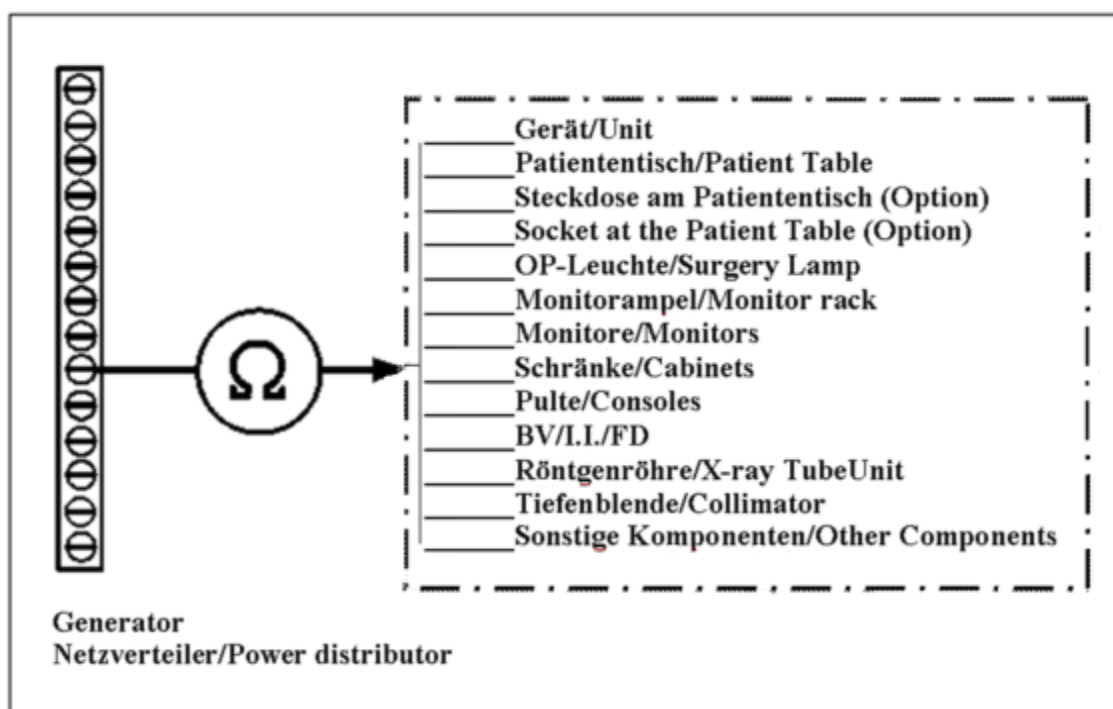 Gerät/Unit
Patiententisch/Patient Table
Steckdose am Patiententisch (Option)
Socket at the Patient Table (Option)
OP-Leuchte/Surgery Lamp
Monitorampel/Monitor rack
Monitore/Monitors
Schränke/Cabinets
Pulte/Consoles
BV/I.I./FD
Röntgenröhre/X-ray TubeUnit
Tiefenblende/Collimator
Sonstige Komponenten/Other Components
Ω
Generator
Netzverteiler/Power distributor